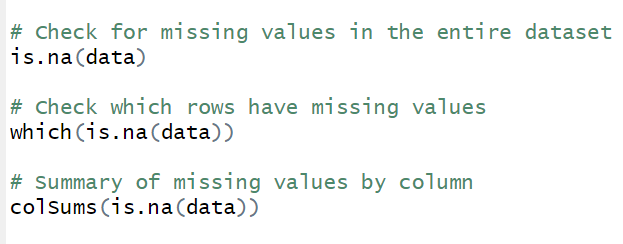 # Check for missing values in the entire dataset
is.na(data)
# Check which rows have missing values
which(is.na(data))
# Summary of missing values by column
colSums(is.na(data))